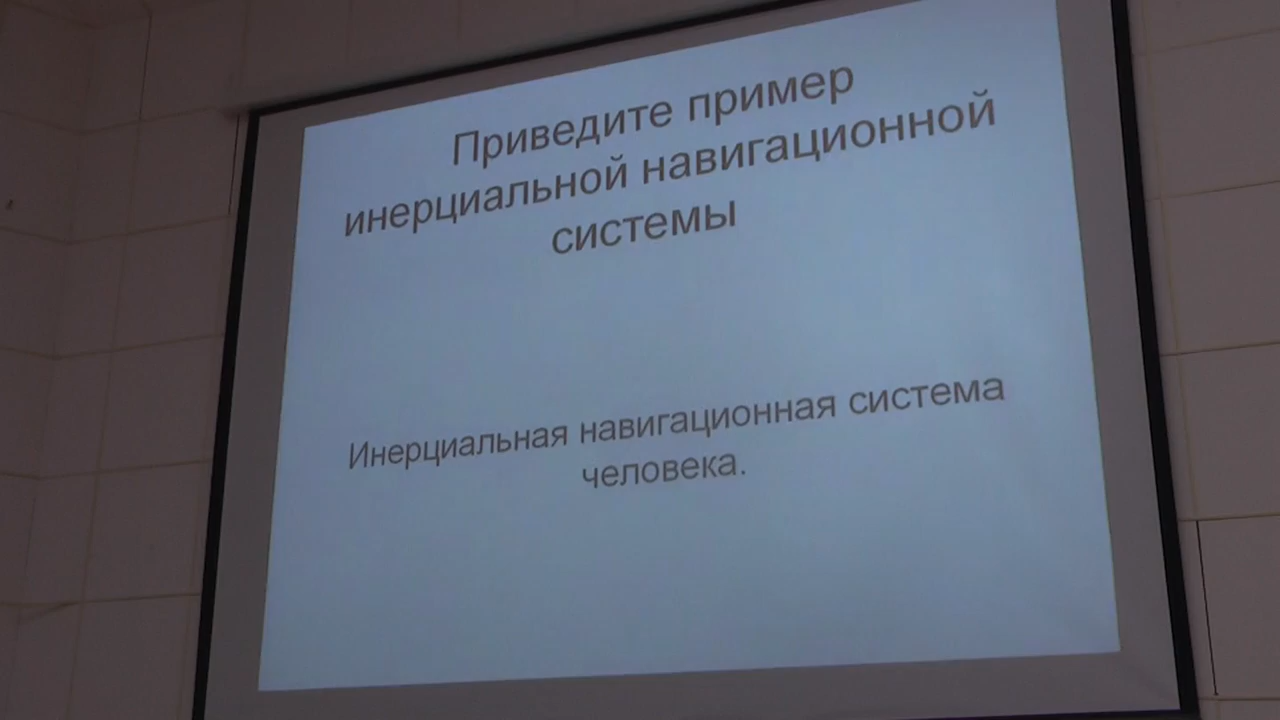 Приведите пример
инерциальной навигационной
системы
Инерциальная навигационная система
человека.